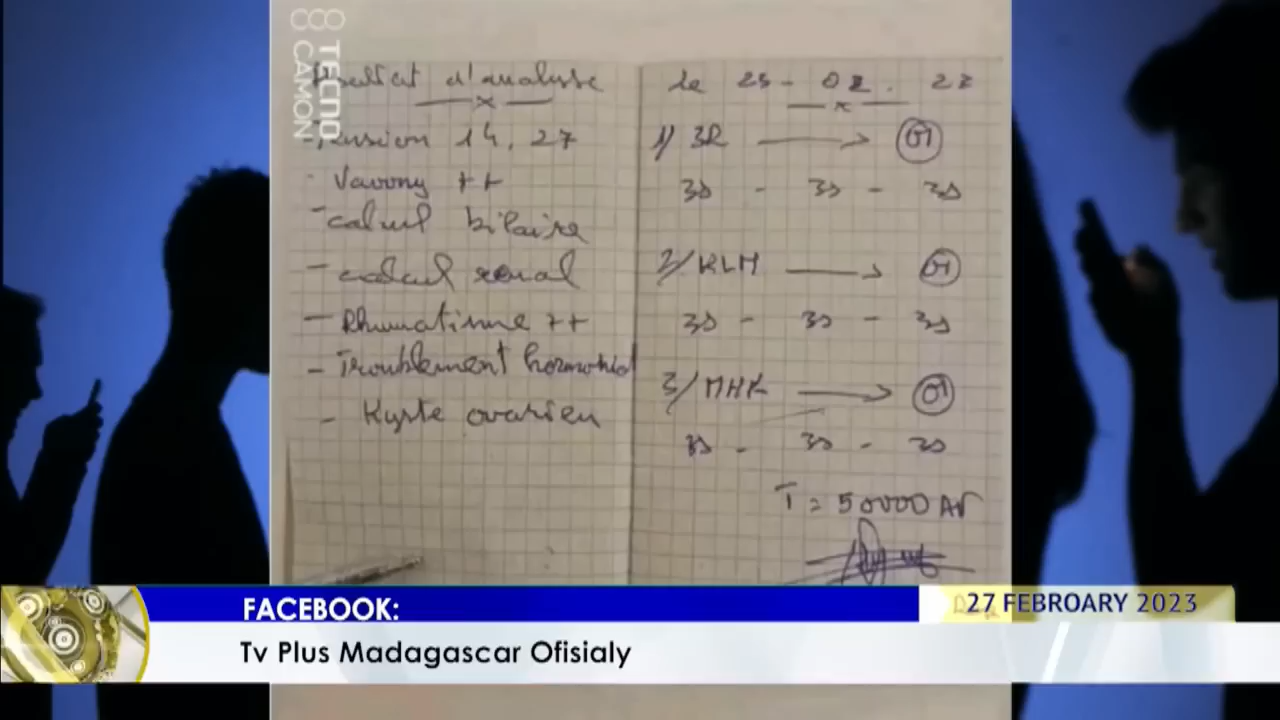 TECNO
CAMON
Resultat d'analyse
- Tension 14, 27
- Vavony ++
- calcul bilaire
- calcul renal
- Rhumatisme ++
- Troublement hormonal
- Kyste ovarien
le 25 - 02 . 23
1/ 3R → 01
3s - 3s - 3s
2/ KLM → 01
3s - 3s - 3s
3/ MHK → 01
3s - 3s - 3s
T = 50000 Ar
FACEBOOK:
27 FEBROARY 2023
Tv Plus Madagascar Ofisialy